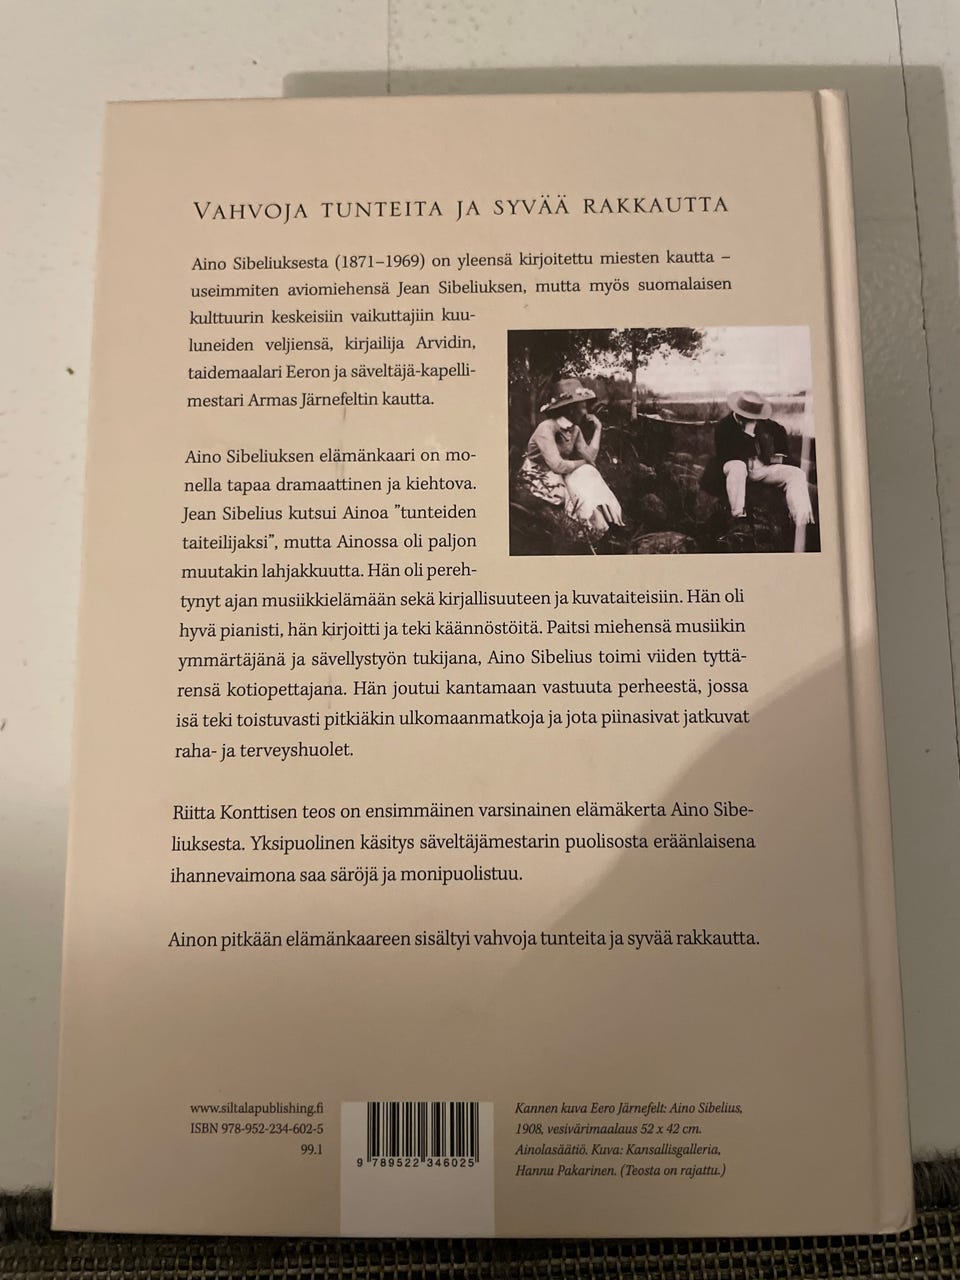 VAHVOJA TUNTEITA JA SYVÄÄ RAKKAUTTA
Aino Sibeliuksesta (1871–1969) on yleensä kirjoitettu miesten kautta –
useimmiten aviomiehensä Jean Sibeliuksen, mutta myös suomalaisen
kulttuurin keskeisiin vaikuttajiin kuu-
luneiden veljiensä, kirjailija Arvidin,
taidemaalari Eeron ja säveltäjä-kapelli-
mestari Armas Järnefeltin kautta.
Aino Sibeliuksen elämänkaari on mo-
nella tapaa dramaattinen ja kiehtova.
Jean Sibelius kutsui Ainoa ”tunteiden
taiteilijaksi”, mutta Ainossa oli paljon
muutakin lahjakkuutta. Hän oli pereh-
tynyt ajan musiikkielämään sekä kirjallisuuteen ja kuvataiteisiin. Hän oli
hyvä pianisti, hän kirjoitti ja teki käännöstöitä. Paitsi miehensä musiikin
ymmärtäjänä ja sävellystyön tukijana, Aino Sibelius toimi viiden tyttä-
rensä kotiopettajana. Hän joutui kantamaan vastuuta perheestä, jossa
isä teki toistuvasti pitkiäkin ulkomaanmatkoja ja jota piinasivat jatkuvat
raha- ja terveyshuolet.
Riitta Konttisen teos on ensimmäinen varsinainen elämäkerta Aino Sibe-
liuksesta. Yksipuolinen käsitys säveltäjämestarin puolisosta eräänlaisena
ihannevaimona saa säröjä ja monipuolistuu.
Ainon pitkään elämänkaareen sisältyi vahvoja tunteita ja syvää rakkautta.
www.siltalapublishing.fi
ISBN 978-952-234-602-5
99.1
9 789522 346025
Kannen kuva Eero Järnefelt: Aino Sibelius,
1908, vesivärimaalaus 52 x 42 cm.
Ainolasäätiö. Kuva: Kansallisgalleria,
Hannu Pakarinen. (Teosta on rajattu.)